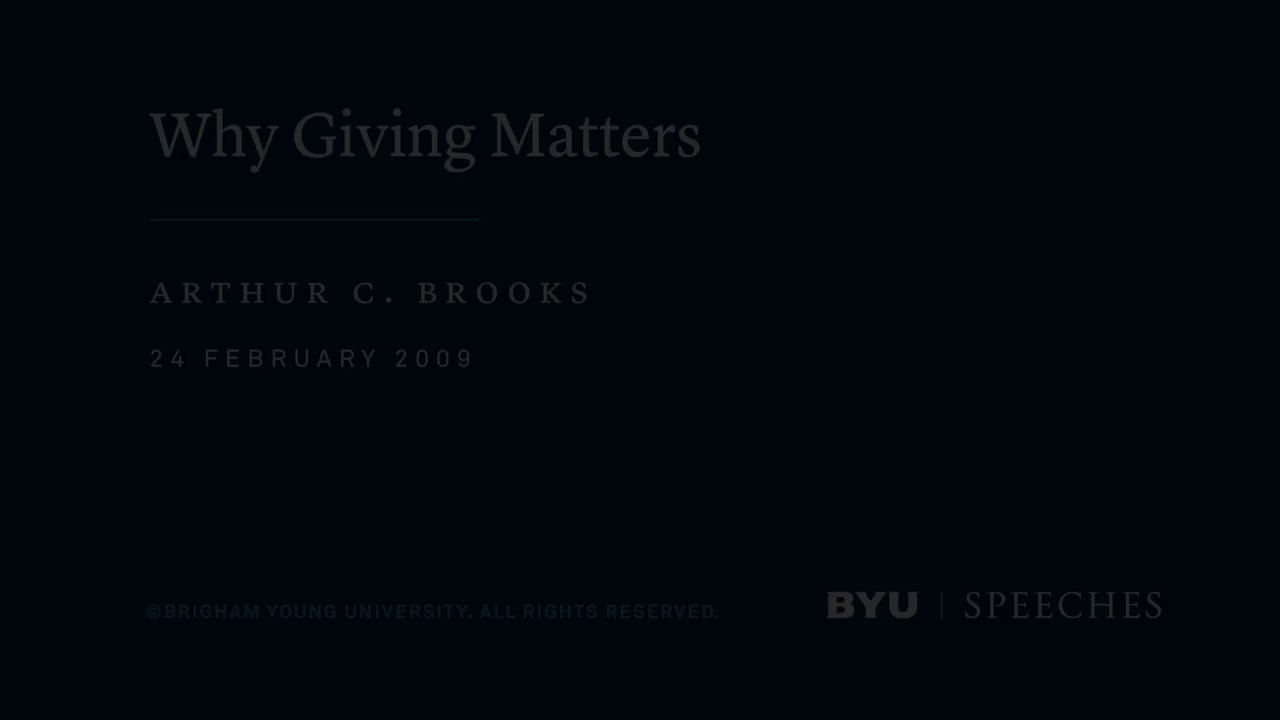 Why Giving Matters
ARTHUR C. BROOKS
24 FEBRUARY 2009
©BRIGHAM YOUNG UNIVERSITY. ALL RIGHTS RESERVED.
BYU | SPEECHES